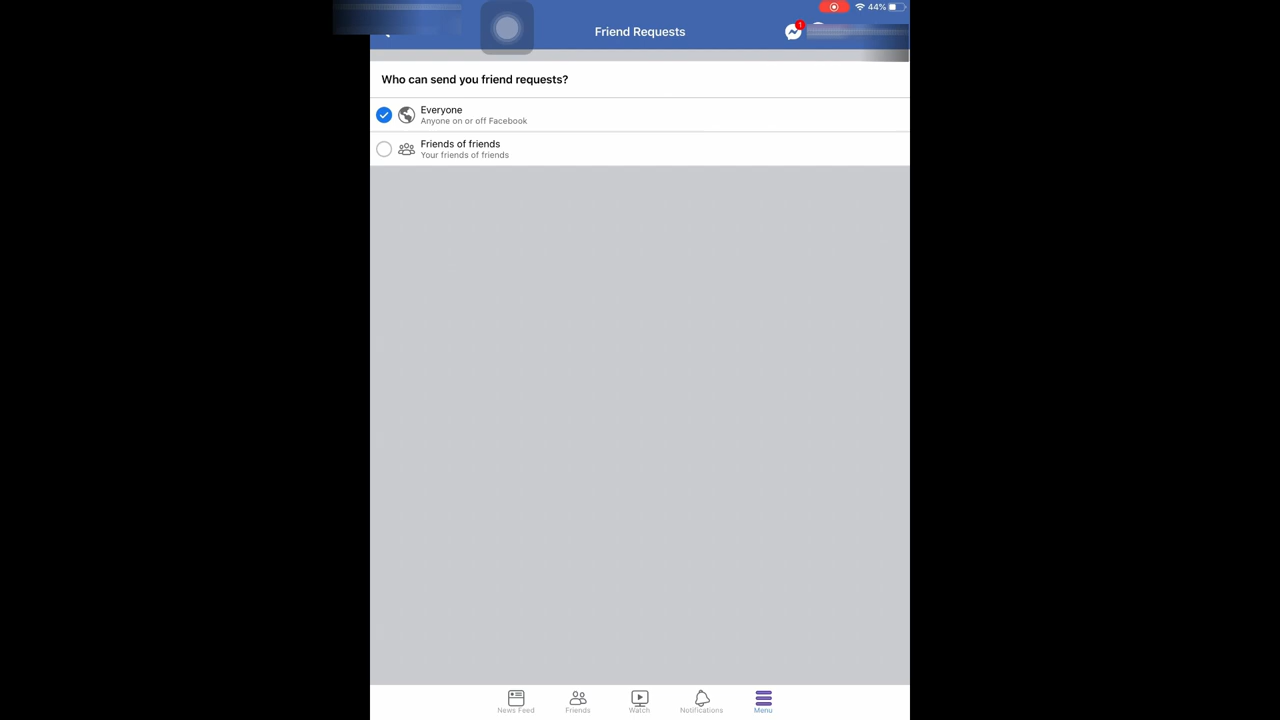 44%
Friend Requests
1
Who can send you friend requests?
Everyone
Anyone on or off Facebook
Friends of friends
Your friends of friends
News Feed
Friends
Watch
Notifications
Menu